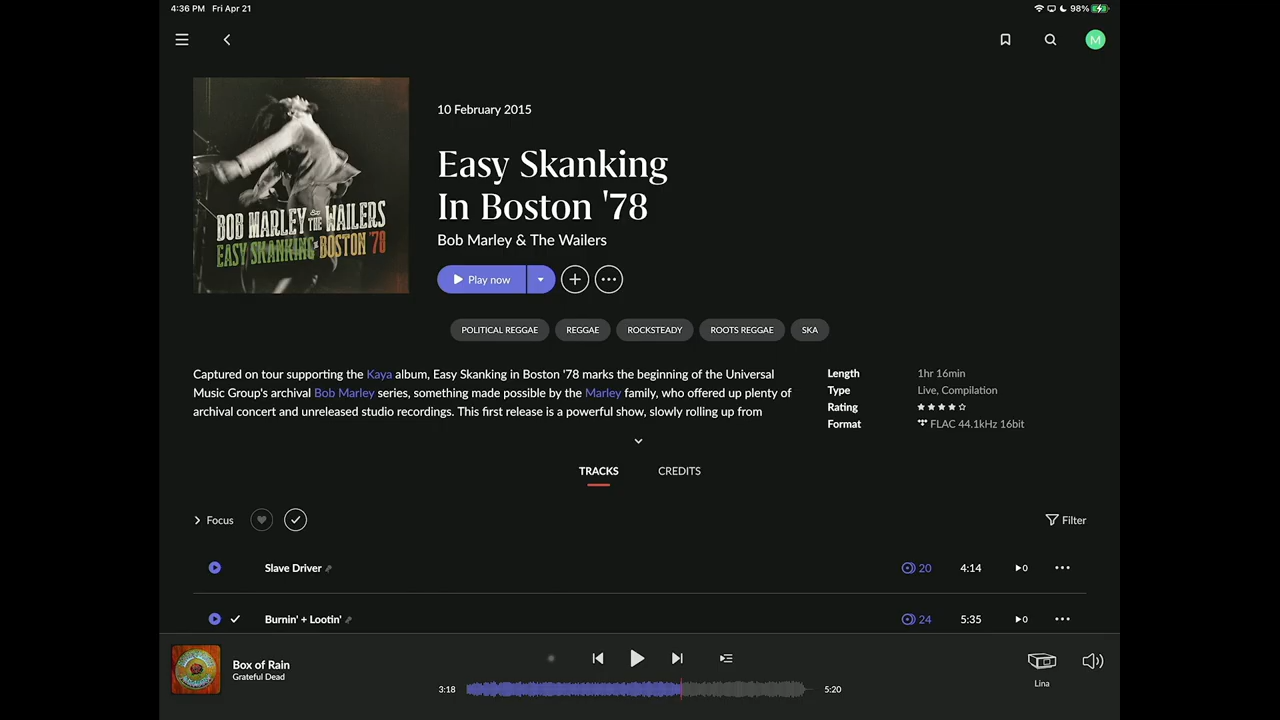 4:36 PM Fri Apr 21
98%
M
BOB MARLEY & THE WAILERS
EASY SKANKING IN BOSTON '78
10 February 2015
Easy Skanking
In Boston '78
Bob Marley & The Wailers
Play now
POLITICAL REGGAE REGGAE ROCKSTEADY ROOTS REGGAE SKA
Captured on tour supporting the Kaya album, Easy Skanking in Boston '78 marks the beginning of the Universal
Music Group's archival Bob Marley series, something made possible by the Marley family, who offered up plenty of
archival concert and unreleased studio recordings. This first release is a powerful show, slowly rolling up from
Length 1hr 16min
Type Live, Compilation
Rating
Format FLAC 44.1kHz 16bit
TRACKS CREDITS
Focus Filter
Slave Driver 20 4:14 0
Burnin' + Lootin' 24 5:35 0
Box of Rain
Grateful Dead
3:18 5:20
Lina